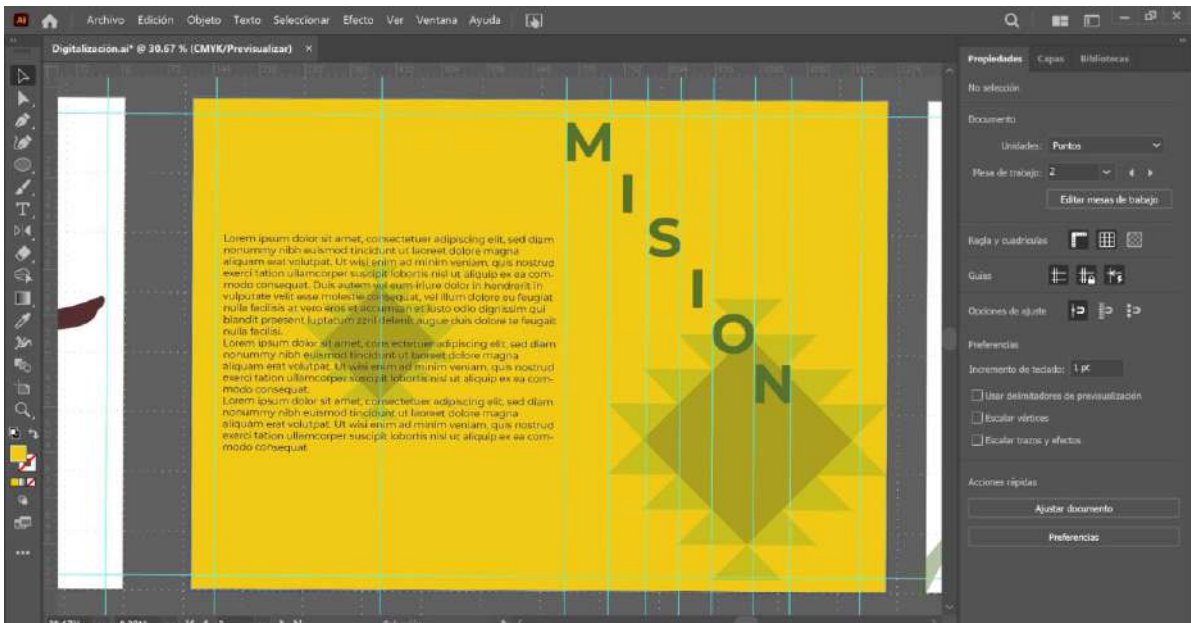 Ai Archivo Edición Objeto Texto Seleccionar Efecto Ver Ventana Ayuda
Digitalización.ai* @ 30.67 % (CMYK/Previsualizar) ×
M
I
S
I
O
N
Lorem ipsum dolor sit amet, consectetuer adipiscing elit, sed diam
nonummy nibh euismod tincidunt ut laoreet dolore magna
aliquam erat volutpat. Ut wisi enim ad minim veniam, quis nostrud
exerci tation ullamcorper suscipit lobortis nisl ut aliquip ex ea com-
modo consequat. Duis autem vel eum iriure dolor in hendrerit in
vulputate velit esse molestie consequat, vel illum dolore eu feugiat
nulla facilisis at vero eros et accumsan et iusto odio dignissim qui
blandit praesent luptatum zzril delenit augue duis dolore te feugait
nulla facilisi.
Lorem ipsum dolor sit amet, consectetuer adipiscing elit, sed diam
nonummy nibh euismod tincidunt ut laoreet dolore magna
aliquam erat volutpat. Ut wisi enim ad minim veniam, quis nostrud
exerci tation ullamcorper suscipit lobortis nisl ut aliquip ex ea com-
modo consequat.
Lorem ipsum dolor sit amet, consectetuer adipiscing elit, sed diam
nonummy nibh euismod tincidunt ut laoreet dolore magna
aliquam erat volutpat. Ut wisi enim ad minim veniam, quis nostrud
exerci tation ullamcorper suscipit lobortis nisl ut aliquip ex ea com-
modo consequat
Propiedades Capas Bibliotecas
No selección
Documento
Unidades: Puntos
Mesa de trabajo: 2
Editar mesas de trabajo
Regla y cuadrículas
Guías
Opciones de ajuste
Preferencias
Incremento de teclado: 1 pt
Usar delimitadores de previsualización
Escalar vértices
Escalar trazos y efectos
Acciones rápidas
Ajustar documento
Preferencias